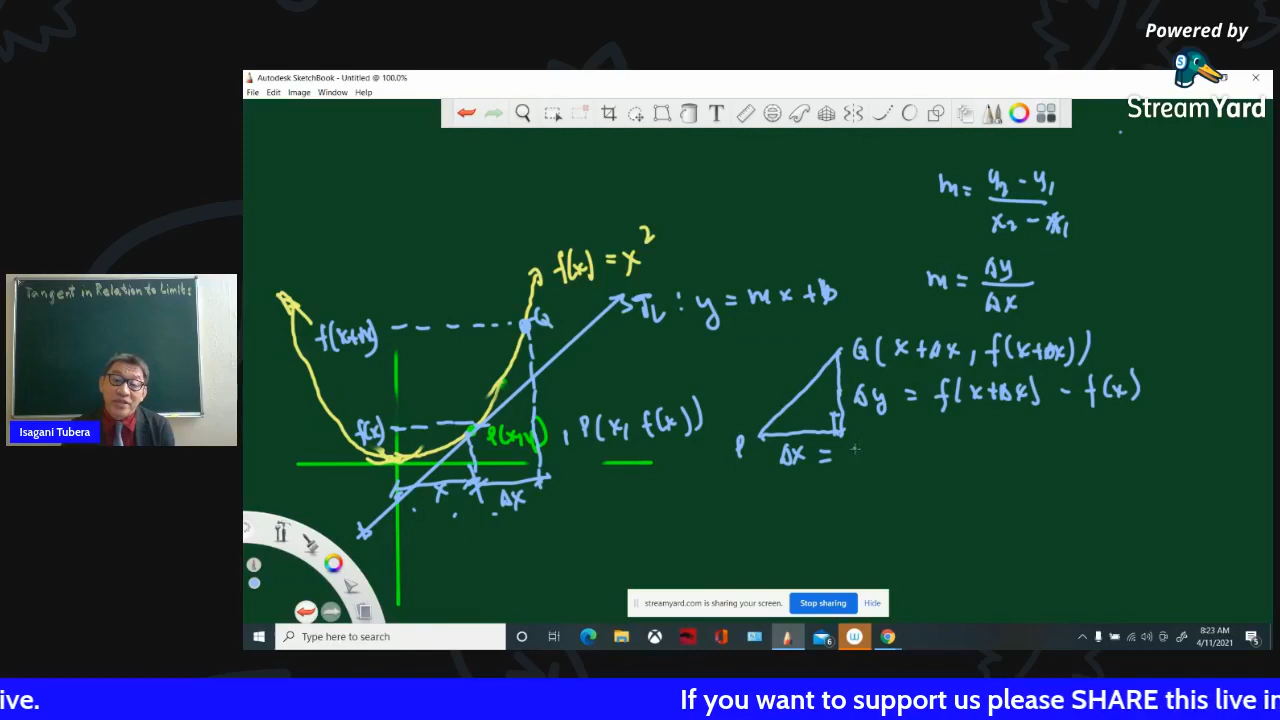 Powered by
StreamYard
Autodesk SketchBook - Untitled @ 100.0%
File Edit Image Window Help
Tangent in Relation to Limits
Isagani Tubera
m = y₂ - y₁ / x₂ - x₁
m = Δy / Δx
f(x) = x²
T_L : y = mx + b
f(x+Δx)
Q
Q(x+Δx, f(x+Δx))
Δy = f(x+Δx) - f(x)
f(x)
P(x,y), P(x, f(x))
P
Δx =
x
Δx
streamyard.com is sharing your screen.
Stop sharing
Hide
Type here to search
6
W
8:23 AM
4/11/2021
5
ive.
If you want to support us please SHARE this live in